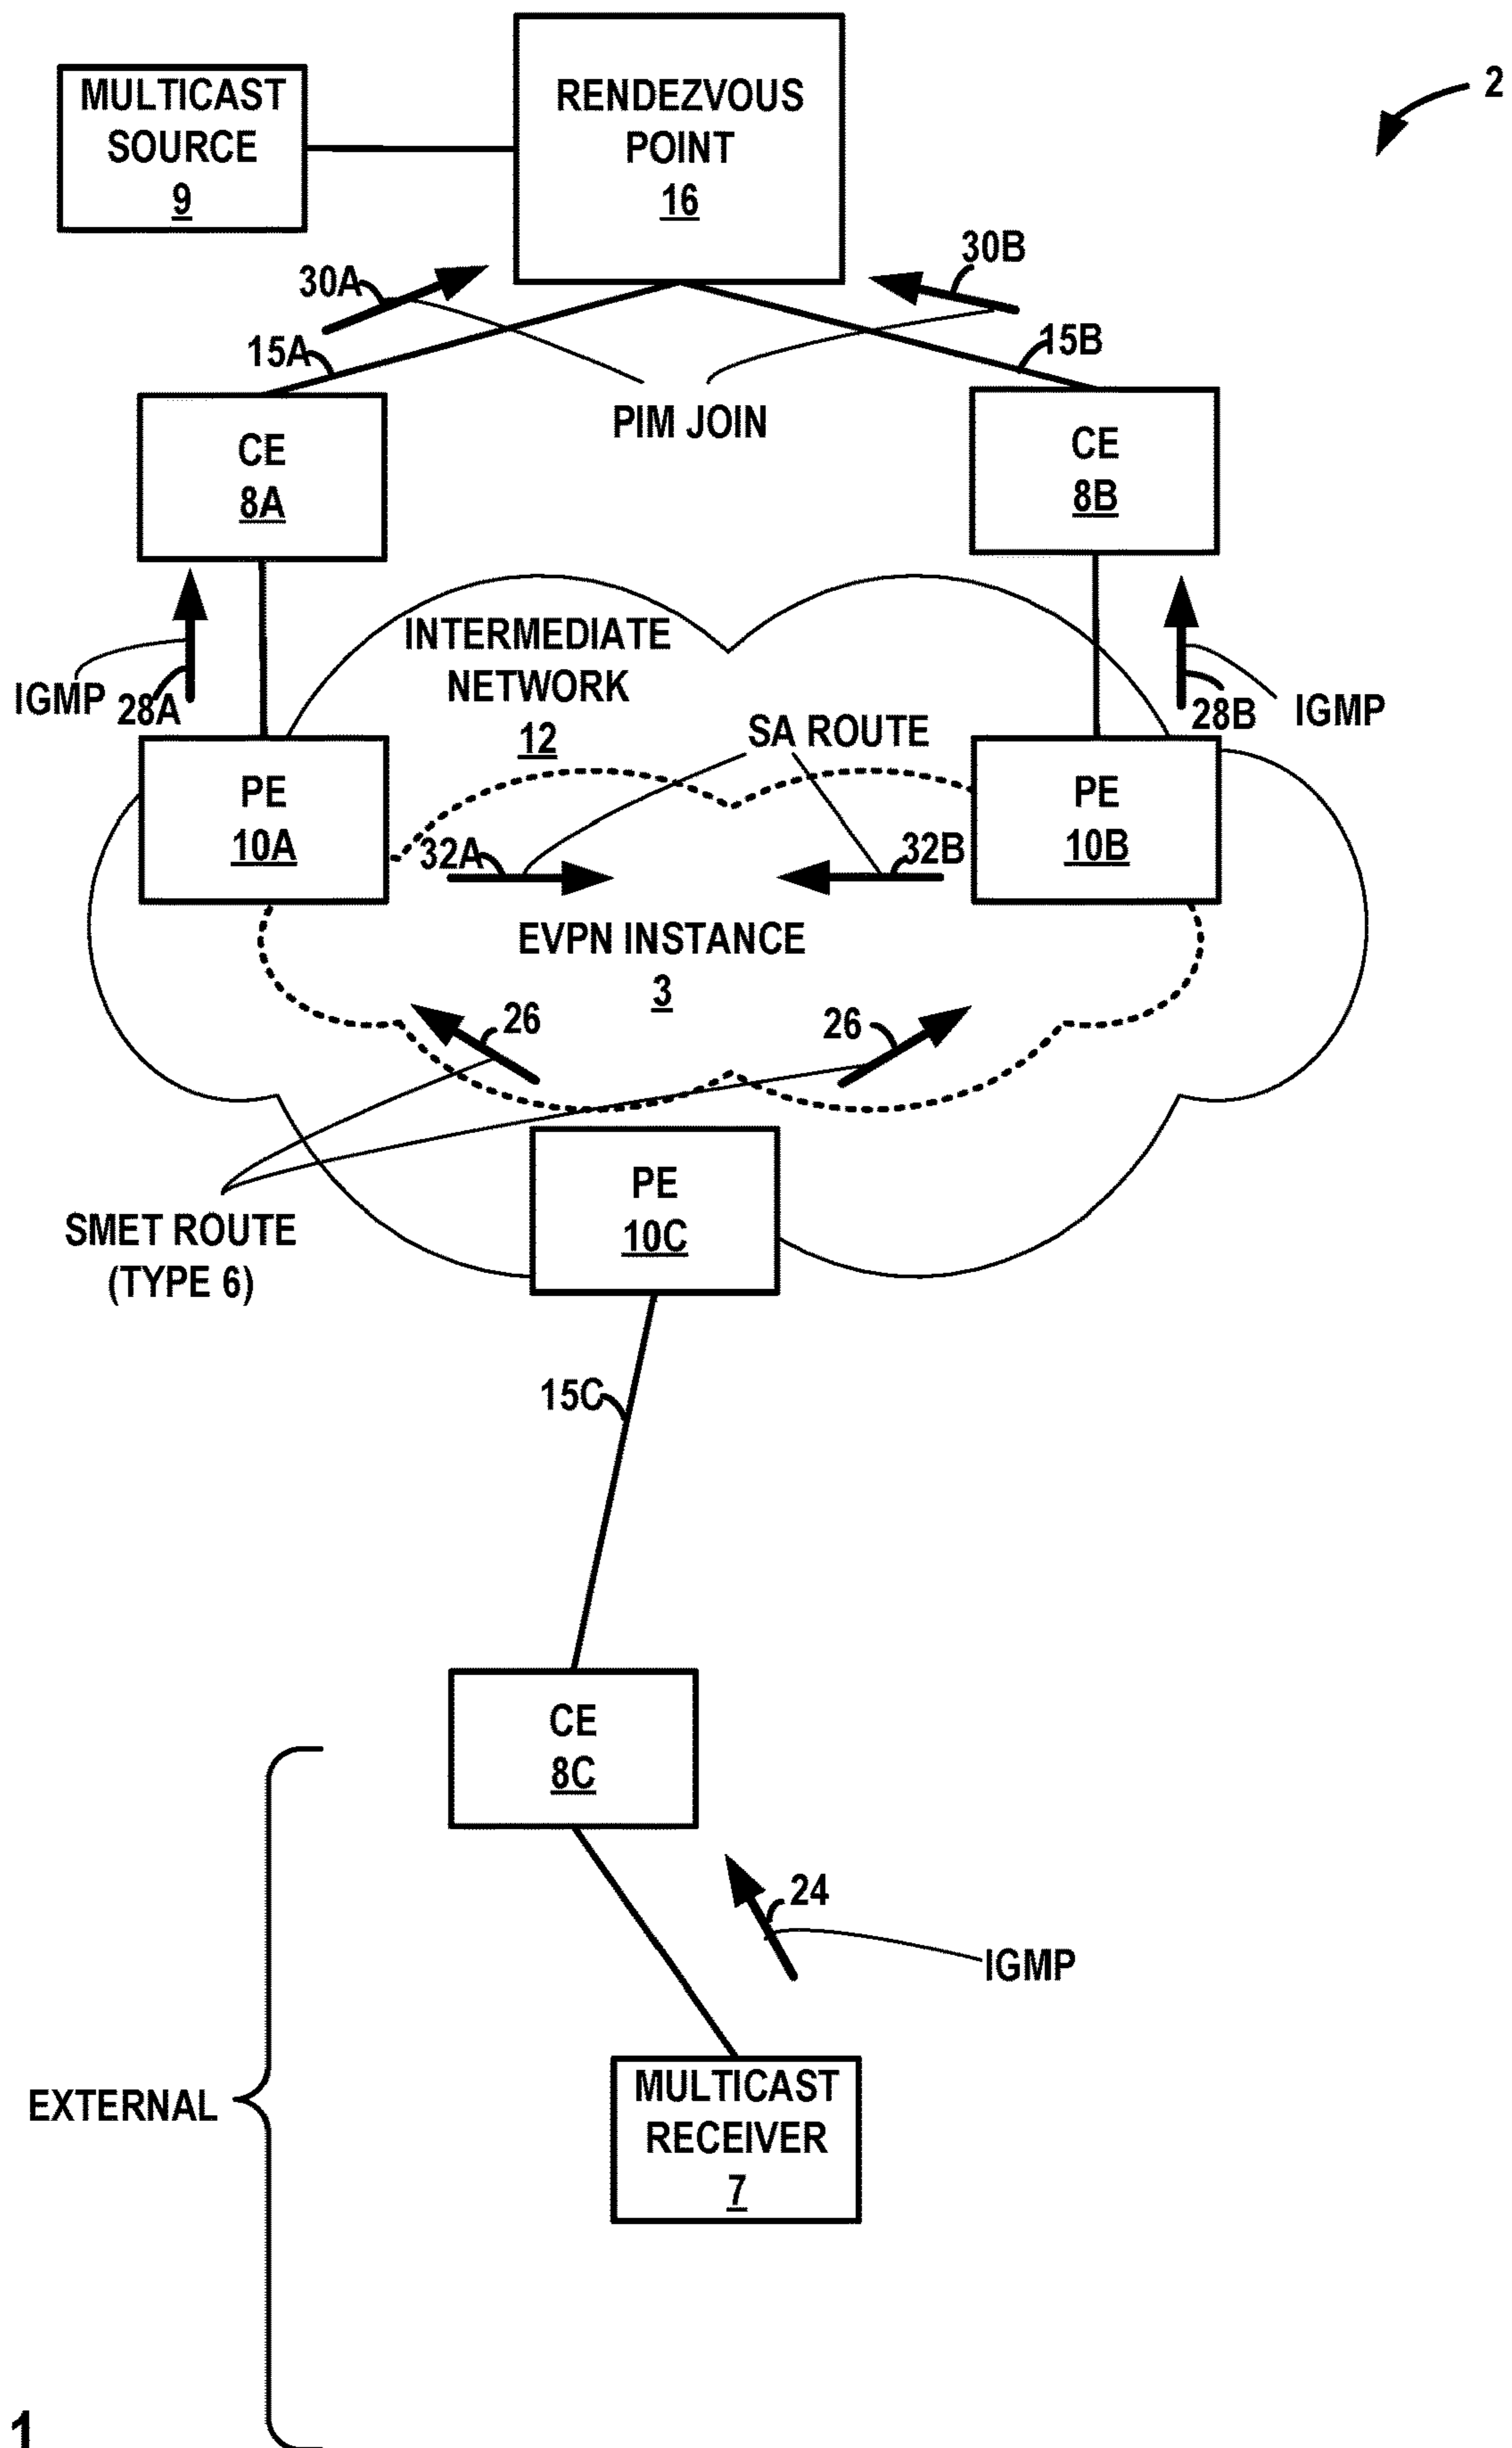 2
MULTICAST
SOURCE
9
RENDEZVOUS
POINT
16
30A
30B
15A
15B
PIM JOIN
CE
8A
CE
8B
INTERMEDIATE
NETWORK
12
IGMP
28A
28B
IGMP
SA ROUTE
PE
10A
PE
10B
32A
32B
EVPN INSTANCE
3
26
26
PE
10C
SMET ROUTE
(TYPE 6)
15C
CE
8C
24
IGMP
MULTICAST
RECEIVER
7
EXTERNAL
1